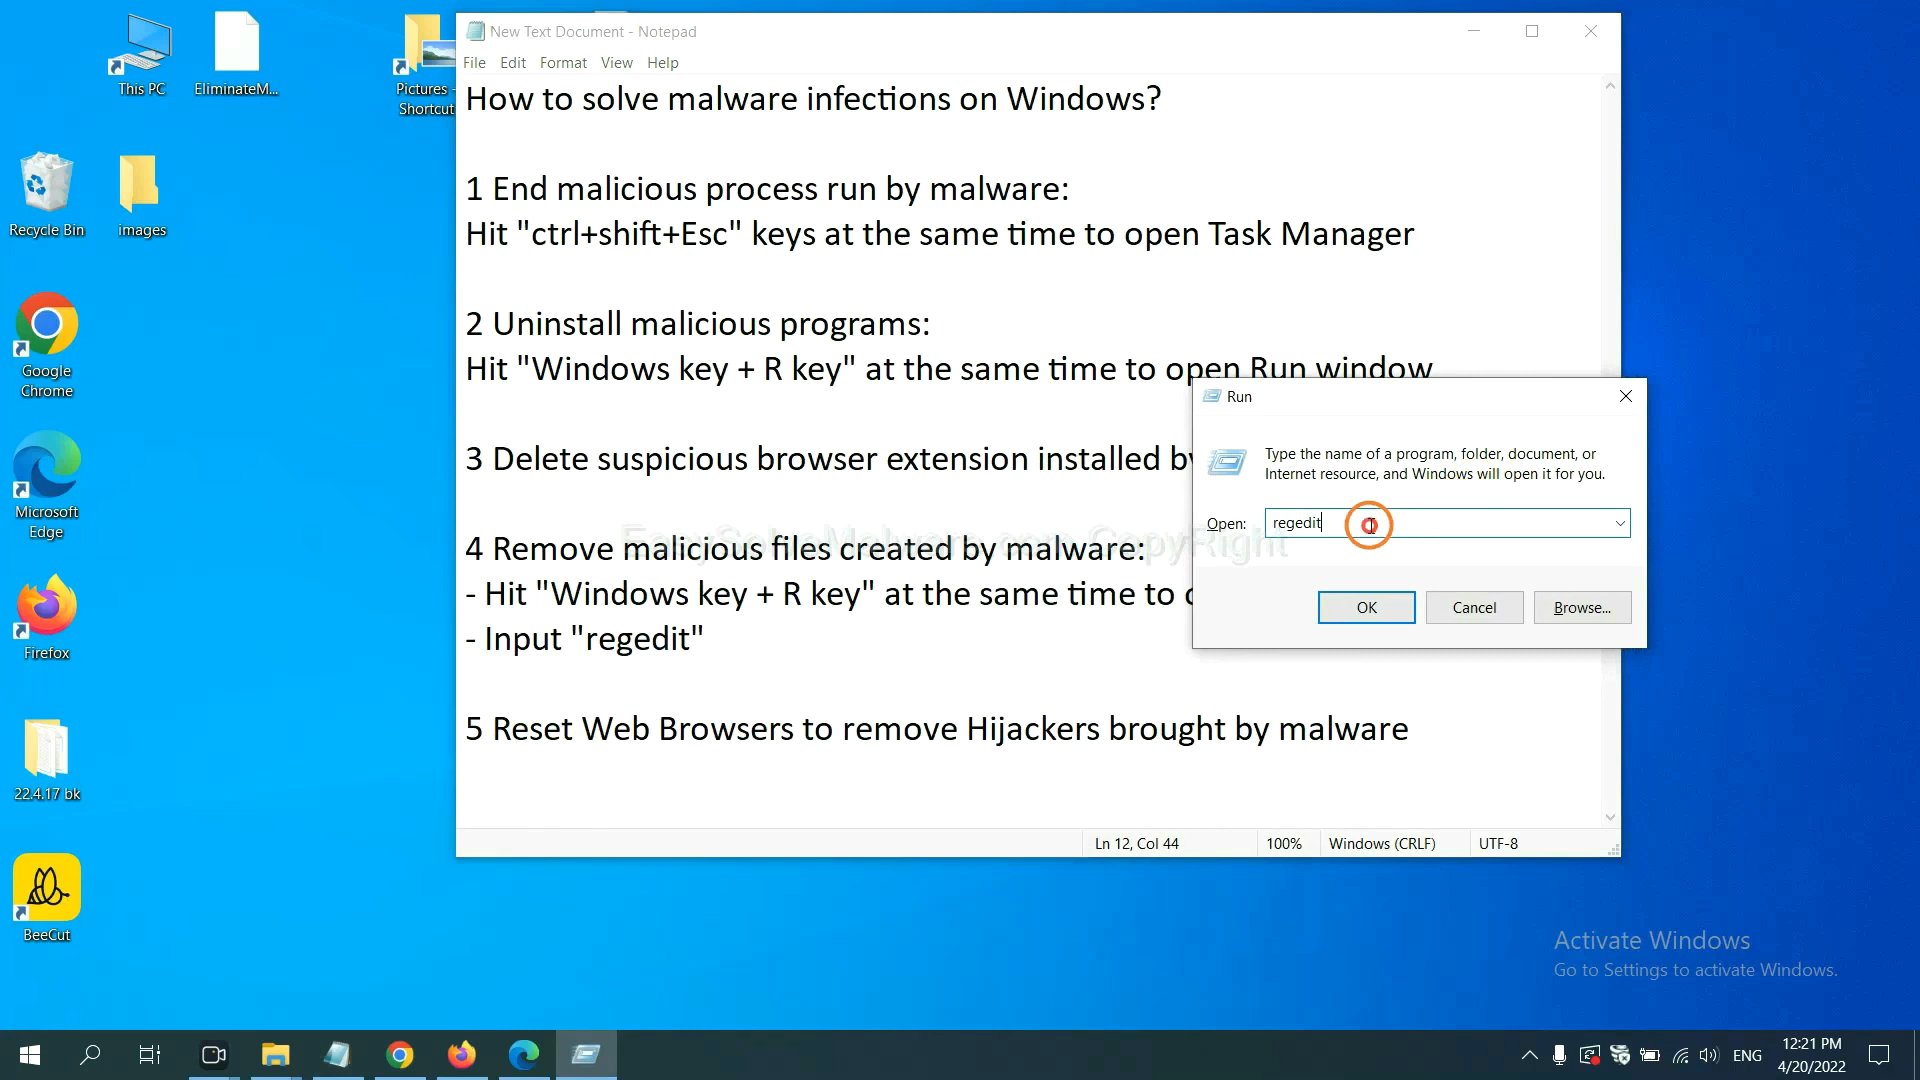 This PC
EliminateM...
Pictures -
Shortcut
Recycle Bin
images
Google
Chrome
Microsoft
Edge
Firefox
22.4.17 bk
BeeCut
New Text Document - Notepad
File Edit Format View Help
How to solve malware infections on Windows?
1 End malicious process run by malware:
Hit "ctrl+shift+Esc" keys at the same time to open Task Manager
2 Uninstall malicious programs:
Hit "Windows key + R key" at the same time to open Run window
3 Delete suspicious browser extension installed by
4 Remove malicious files created by malware:
- Hit "Windows key + R key" at the same time to
- Input "regedit"
5 Reset Web Browsers to remove Hijackers brought by malware
EasySolveMalware.com CopyRight
Ln 12, Col 44 100% Windows (CRLF) UTF-8
Run
Type the name of a program, folder, document, or
Internet resource, and Windows will open it for you.
Open: regedit
OK Cancel Browse...
Activate Windows
Go to Settings to activate Windows.
ENG
12:21 PM
4/20/2022